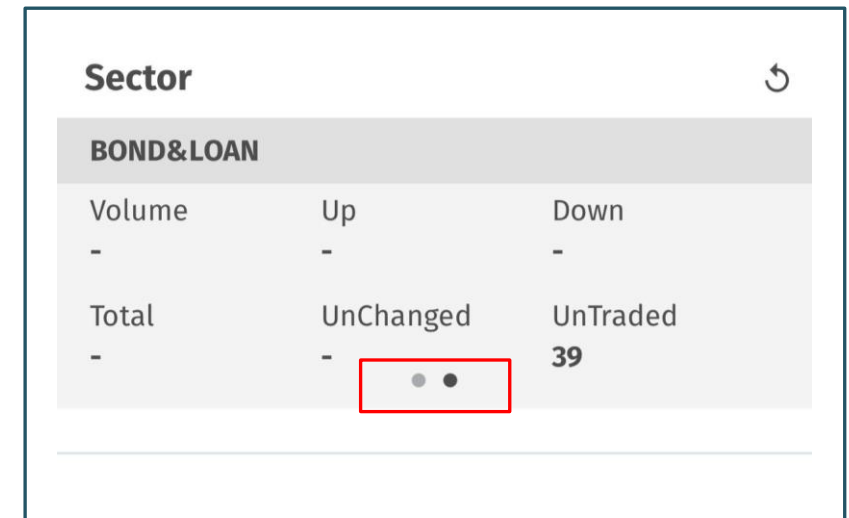 Sector
BOND&LOAN
Volume Up Down
- - -
Total UnChanged UnTraded
- - 39